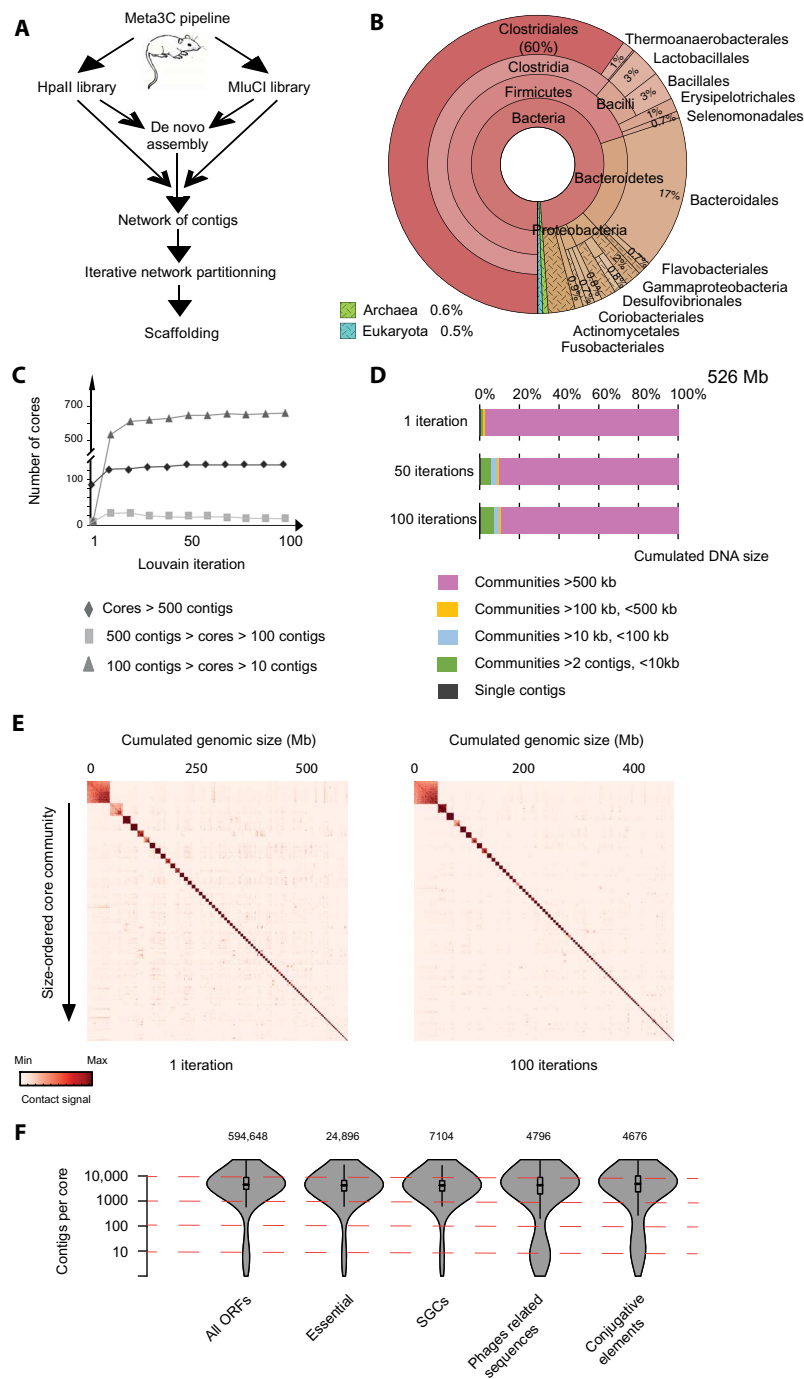 A
Meta3C pipeline
HpaII library
MluCI library
De novo
assembly
Network of contigs
Iterative network partitionning
Scaffolding
B
Clostridiales
(60%)
Clostridia
Firmicutes
Bacteria
Bacilli
Bacteroidetes
Proteobacteria
1%
3%
3%
1%
0.7%
17%
0.7%
2%
0.8%
0.8%
0.7%
0.9%
Thermoanaerobacterales
Lactobacillales
Bacillales
Erysipelotrichales
Selenomonadales
Bacteroidales
Flavobacteriales
Gammaproteobacteria
Desulfovibrionales
Coriobacteriales
Actinomycetales
Fusobacteriales
Archaea 0.6%
Eukaryota 0.5%
C
Number of cores
700
500
100
0
1
50
100
Louvain iteration
Cores > 500 contigs
500 contigs > cores > 100 contigs
100 contigs > cores > 10 contigs
D
526 Mb
0% 20% 40% 60% 80% 100%
1 iteration
50 iterations
100 iterations
Cumulated DNA size
Communities >500 kb
Communities >100 kb, <500 kb
Communities >10 kb, <100 kb
Communities >2 contigs, <10kb
Single contigs
E
Cumulated genomic size (Mb)
0 250 500
Size-ordered core community
1 iteration
Cumulated genomic size (Mb)
0 200 400
100 iterations
Min Max
Contact signal
F
594,648 24,896 7104 4796 4676
Contigs per core
10,000
1000
100
10
All ORFs
Essential
SGCs
Phages related
sequences
Conjugative
elements